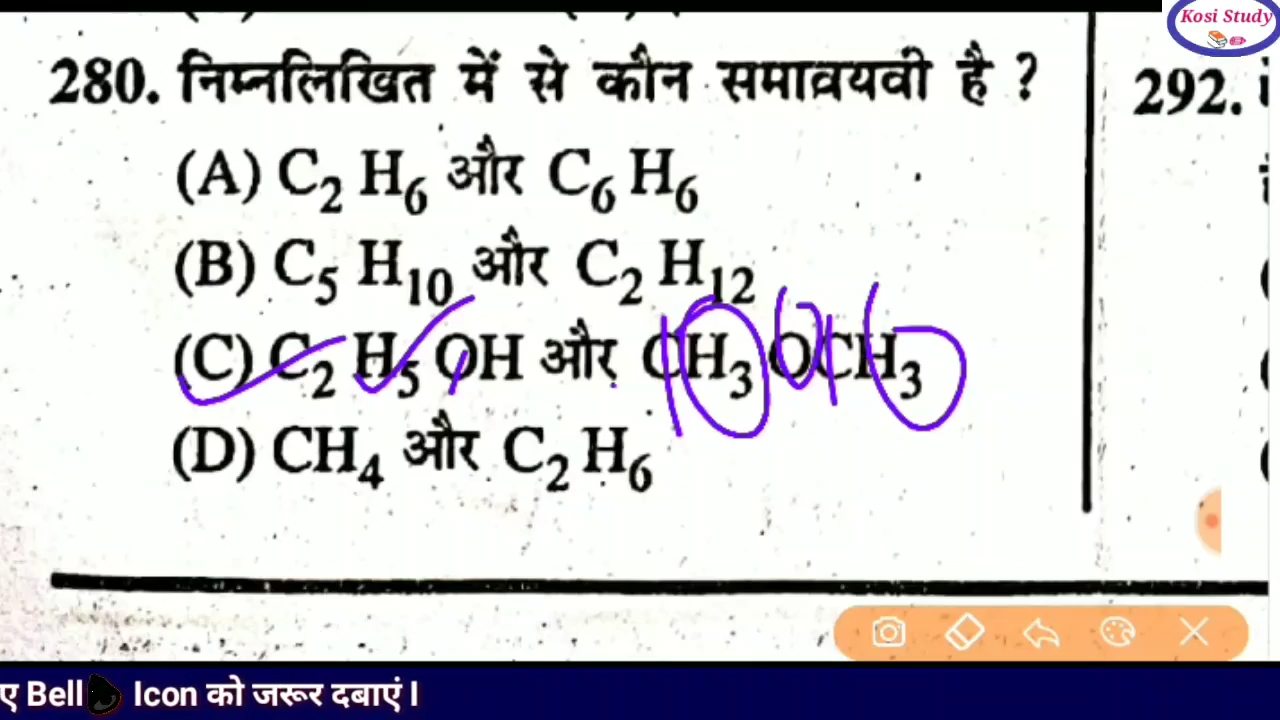 Kosi Study
280. निम्नलिखित में से कौन समावयवी है ?
(A) C₂ H₆ और C₆ H₆
(B) C₅ H₁₀ और C₂ H₁₂
(C) C₂ H₅ OH और CH₃ OCH₃
(D) CH₄ और C₂ H₆
292.
ए Bell Icon को जरूर दबाएं l